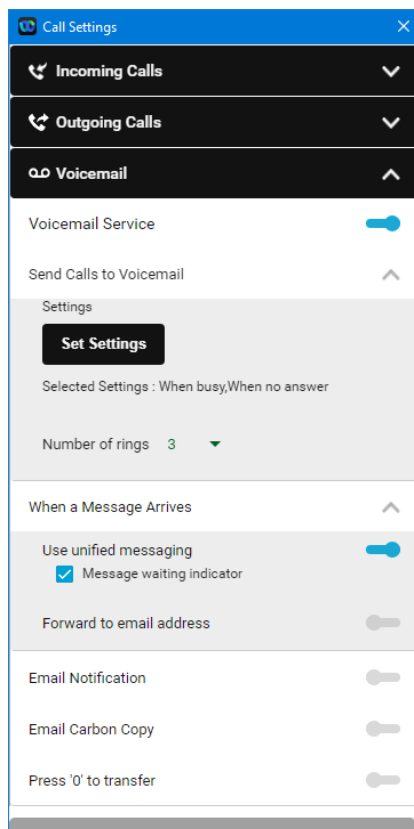 Call Settings
Incoming Calls
Outgoing Calls
Voicemail
Voicemail Service
Send Calls to Voicemail
Settings
Set Settings
Selected Settings : When busy,When no answer
Number of rings 3
When a Message Arrives
Use unified messaging
Message waiting indicator
Forward to email address
Email Notification
Email Carbon Copy
Press '0' to transfer